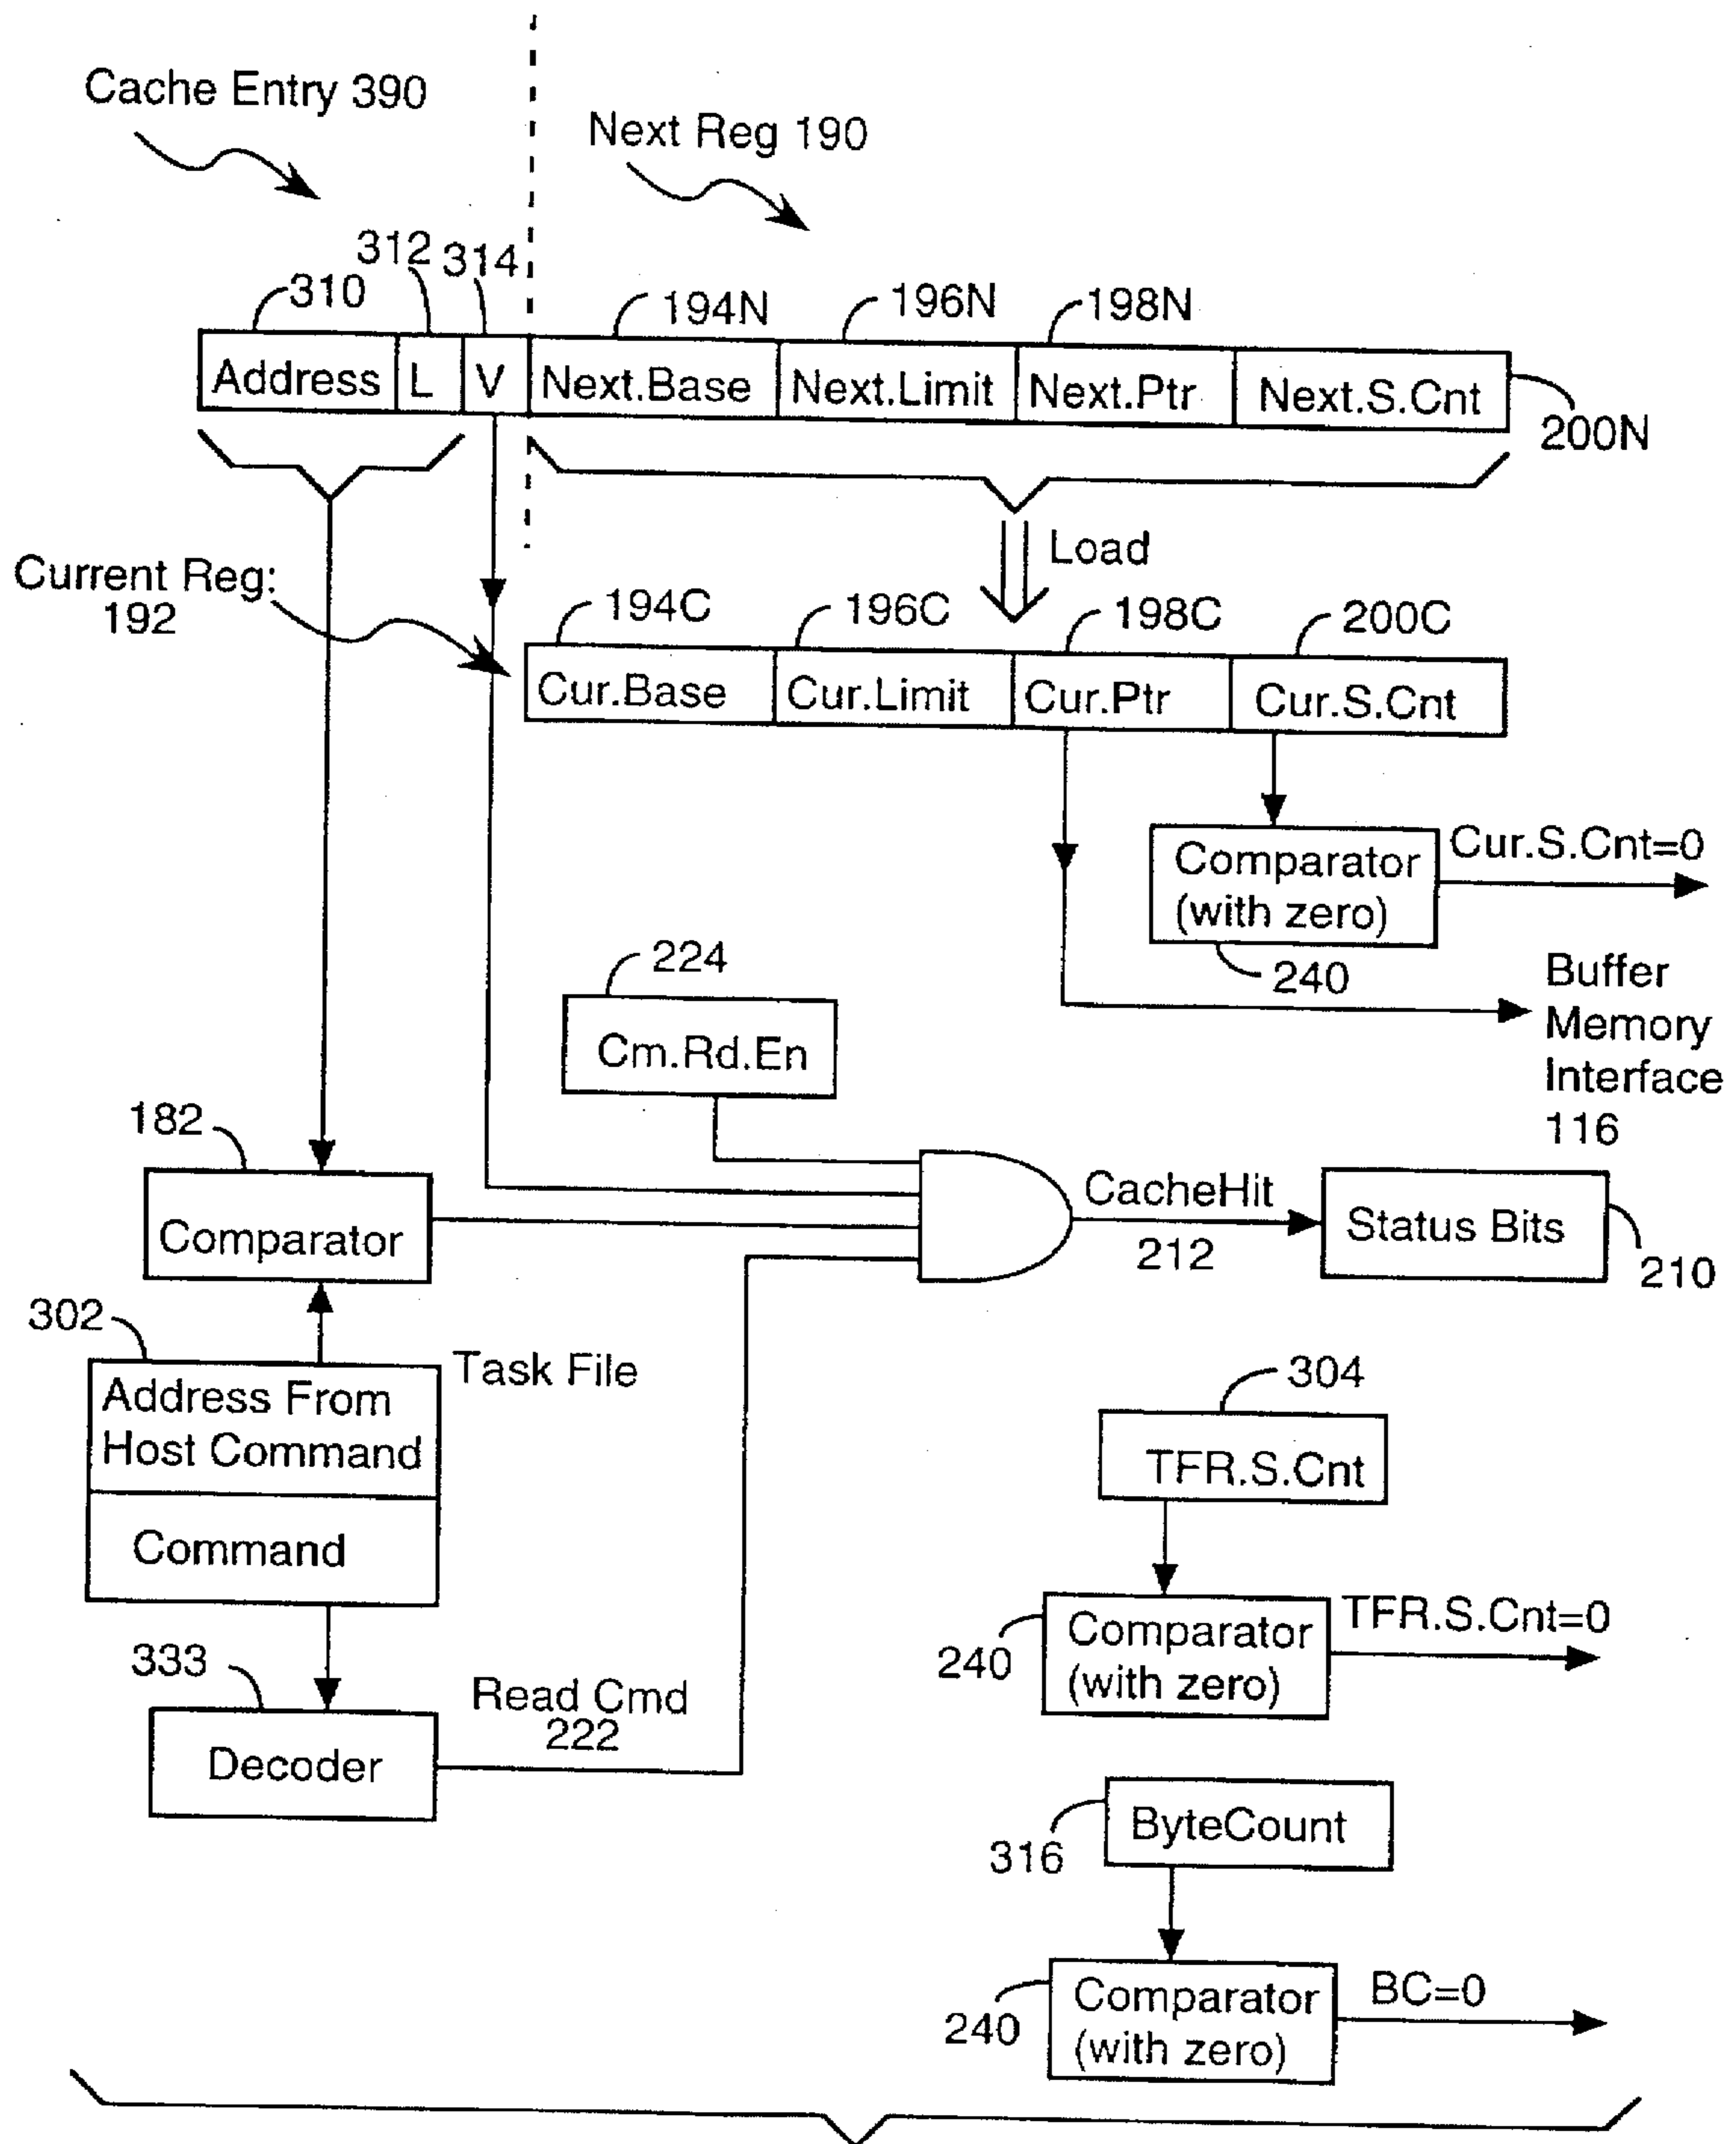 Cache Entry 390
Next Reg 190
312
314
310
194N
196N
198N
Address
L
V
Next.Base
Next.Limit
Next.Ptr
Next.S.Cnt
200N
Load
Current Reg:
192
194C
196C
198C
200C
Cur.Base
Cur.Limit
Cur.Ptr
Cur.S.Cnt
Comparator
(with zero)
Cur.S.Cnt=0
240
Buffer
Memory
Interface
116
224
Cm.Rd.En
182
Comparator
CacheHit
212
Status Bits
210
302
Task File
Address From
Host Command
Command
304
TFR.S.Cnt
333
Decoder
Read Cmd
222
240
Comparator
(with zero)
TFR.S.Cnt=0
316
ByteCount
240
Comparator
(with zero)
BC=0